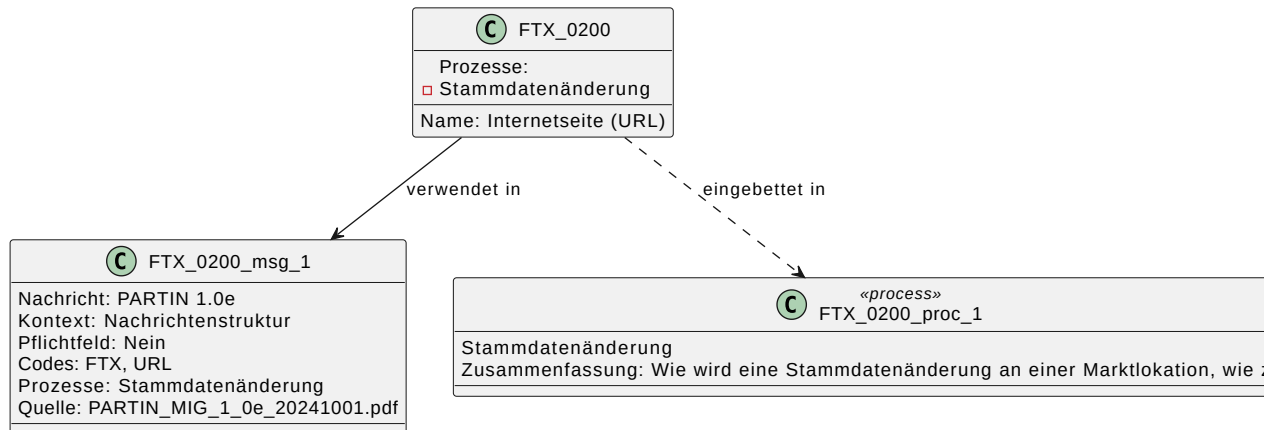 C FTX_0200
Prozesse:
Stammdatenänderung
Name: Internetseite (URL)
verwendet in
eingebettet in
C FTX_0200_msg_1
Nachricht: PARTIN 1.0e
Kontext: Nachrichtenstruktur
Pflichtfeld: Nein
Codes: FTX, URL
Prozesse: Stammdatenänderung
Quelle: PARTIN_MIG_1_0e_20241001.pdf
C «process»
FTX_0200_proc_1
Stammdatenänderung
Zusammenfassung: Wie wird eine Stammdatenänderung an einer Marktlokation, wie